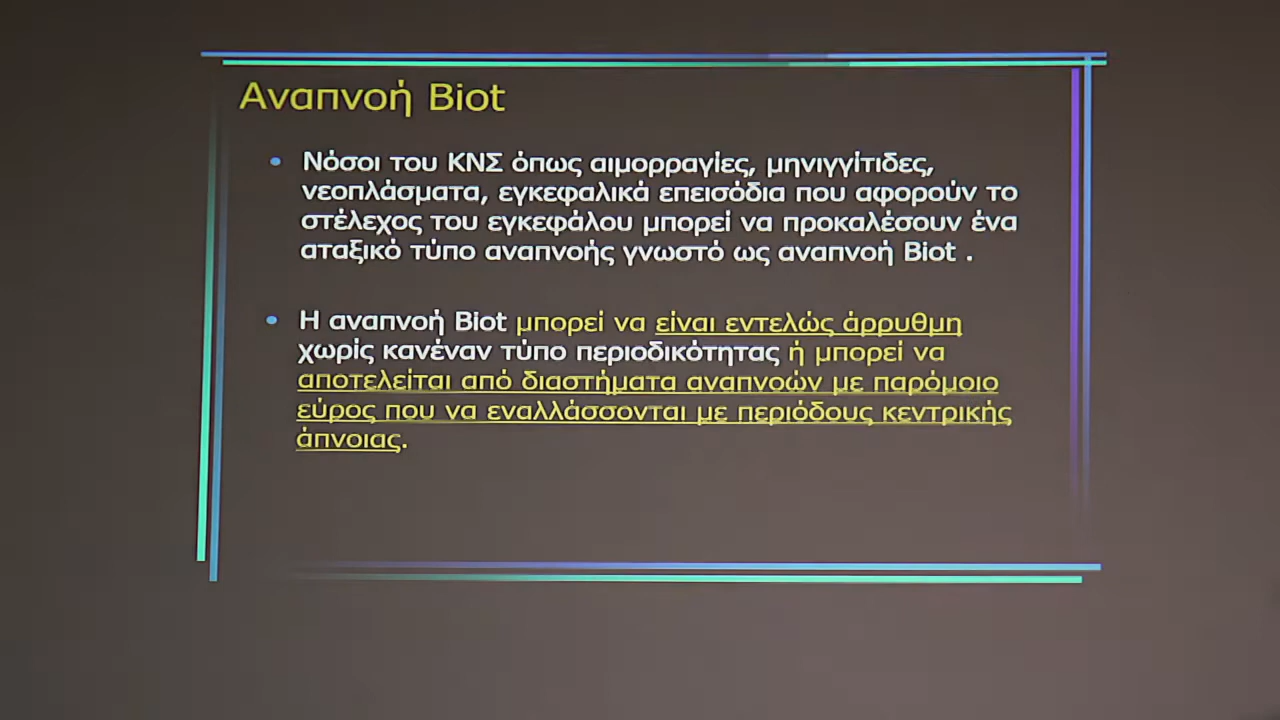 Αναπνοή Biot
• Νόσοι του ΚΝΣ όπως αιμορραγίες, μηνιγγίτιδες,
νεοπλάσματα, εγκεφαλικά επεισόδια που αφορούν το
στέλεχος του εγκεφάλου μπορεί να προκαλέσουν ένα
αταξικό τύπο αναπνοής γνωστό ως αναπνοή Biot .
• Η αναπνοή Biot μπορεί να είναι εντελώς άρρυθμη
χωρίς κανέναν τύπο περιοδικότητας ή μπορεί να
αποτελείται από διαστήματα αναπνοών με παρόμοιο
εύρος που να εναλλάσσονται με περιόδους κεντρικής
άπνοιας.